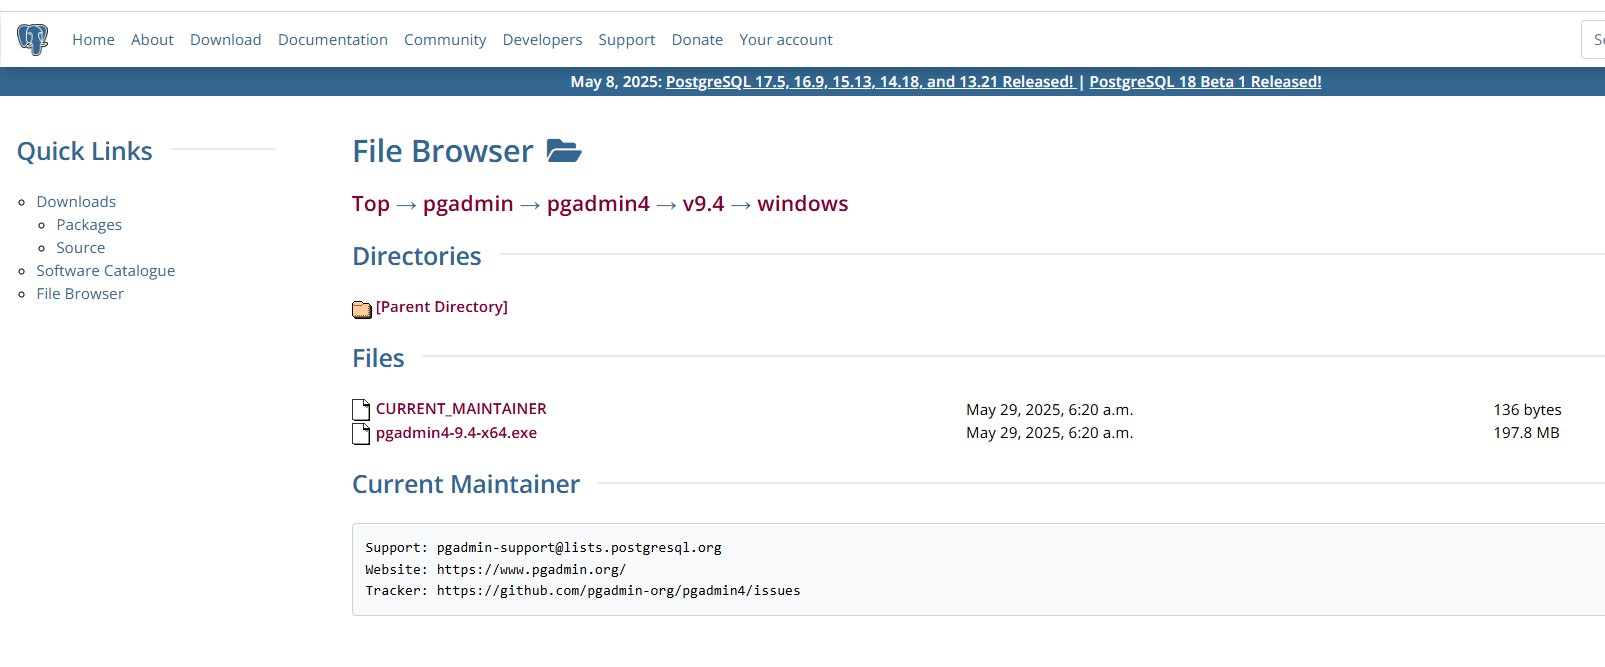 Home About Download Documentation Community Developers Support Donate Your account
May 8, 2025: PostgreSQL 17.5, 16.9, 15.13, 14.18, and 13.21 Released! | PostgreSQL 18 Beta 1 Released!
Quick Links
Downloads
Packages
Source
Software Catalogue
File Browser
File Browser
Top → pgadmin → pgadmin4 → v9.4 → windows
Directories
[Parent Directory]
Files
CURRENT_MAINTAINER May 29, 2025, 6:20 a.m. 136 bytes
pgadmin4-9.4-x64.exe May 29, 2025, 6:20 a.m. 197.8 MB
Current Maintainer
Support: pgadmin-support@lists.postgresql.org
Website: https://www.pgadmin.org/
Tracker: https://github.com/pgadmin-org/pgadmin4/issues